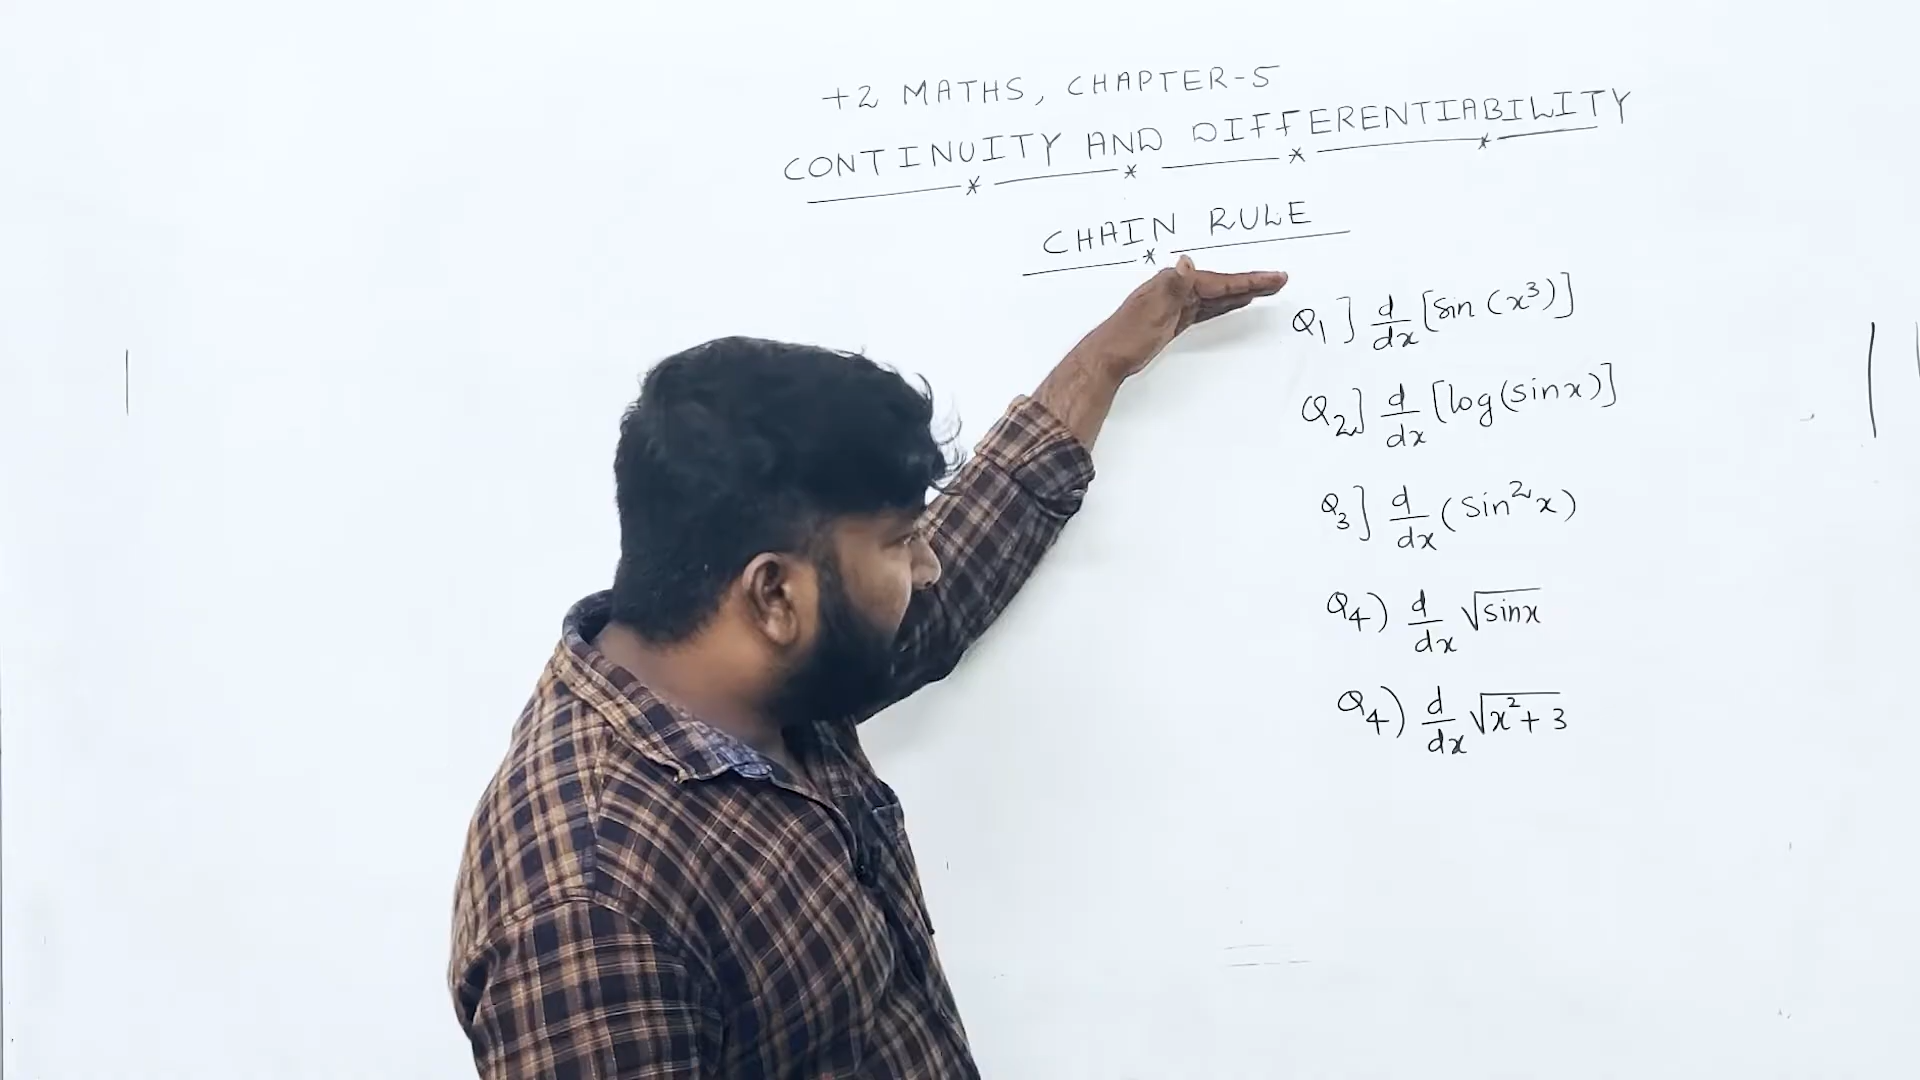 +2 MATHS, CHAPTER-5
CONTINUITY AND DIFFERENTIABILITY
CHAIN RULE
Q1] d/dx [sin (x³)]
Q2] d/dx [log(sinx)]
Q3] d/dx (sin²x)
Q4) d/dx √sinx
Q4) d/dx √x²+3